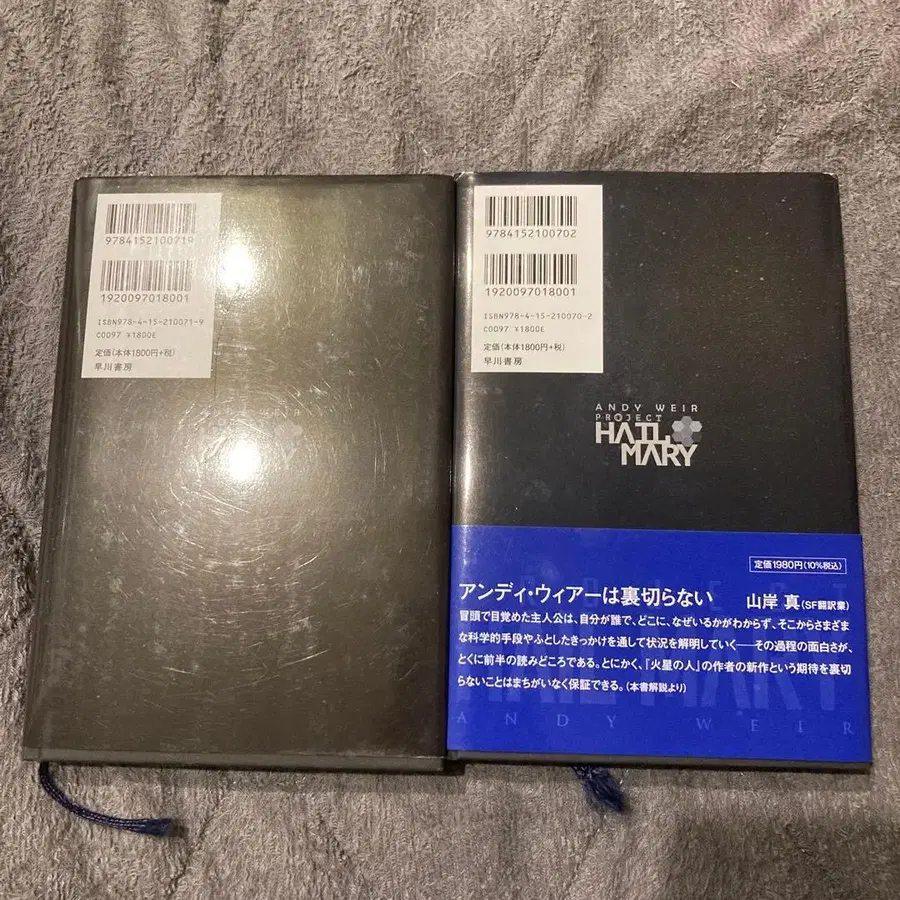 9784152100719
1920097018001
ISBN978-4-15-210071-9
C0097 ¥1800E
定価(本体1800円+税)
早川書房
ANDY WEIR
PROJECT
HAIL
MARY
9784152100702
1920097018001
ISBN978-4-15-210070-2
C0097 ¥1800E
定価(本体1800円+税)
早川書房
ANDY WEIR
PROJECT
HAIL
MARY
定価1980円(10%税込)
アンディ・ウィアーは裏切らない 山岸 真(SF翻訳業)
冒頭で目覚めた主人公は、自分が誰で、どこに、なぜいるかがわからず、そこからさまざま
な科学的手段やふとしたきっかけを通して状況を解明していく──その過程の面白さが、
とくに前半の読みどころである。とにかく、『火星の人』の作者の新作という期待を裏切
らないことはまちがいなく保証できる。(本書解説より)
HAIL MARY
ANDY WEIR